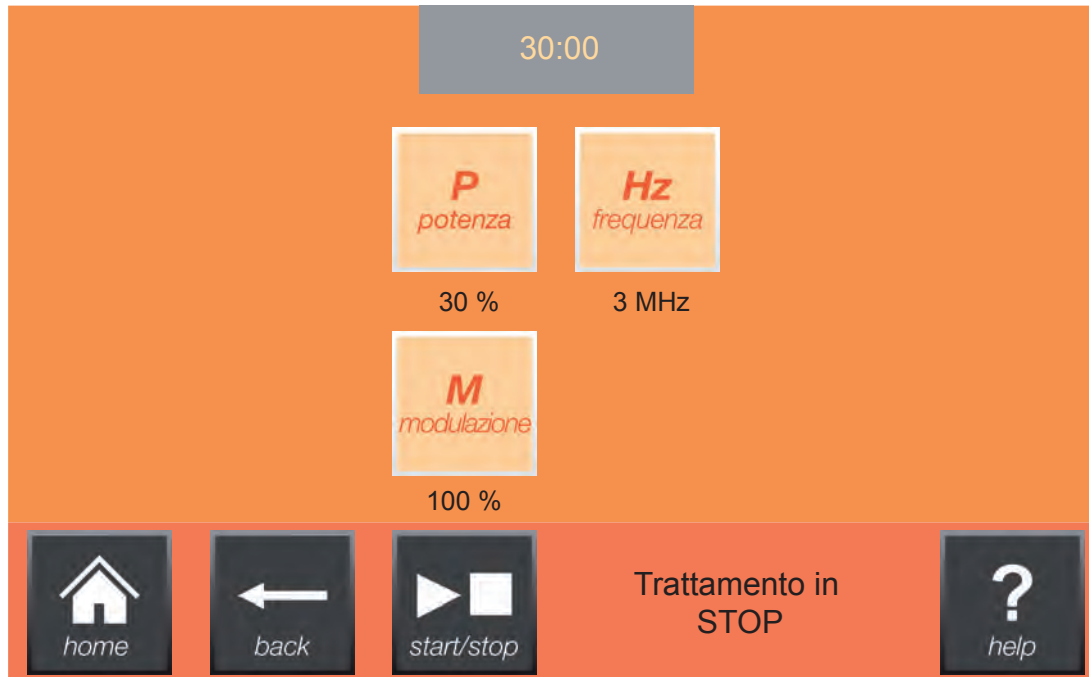 30:00
P
potenza
Hz
frequenza
30 %
3 MHz
M
modulazione
100 %
home
back
start/stop
Trattamento in
STOP
?
help